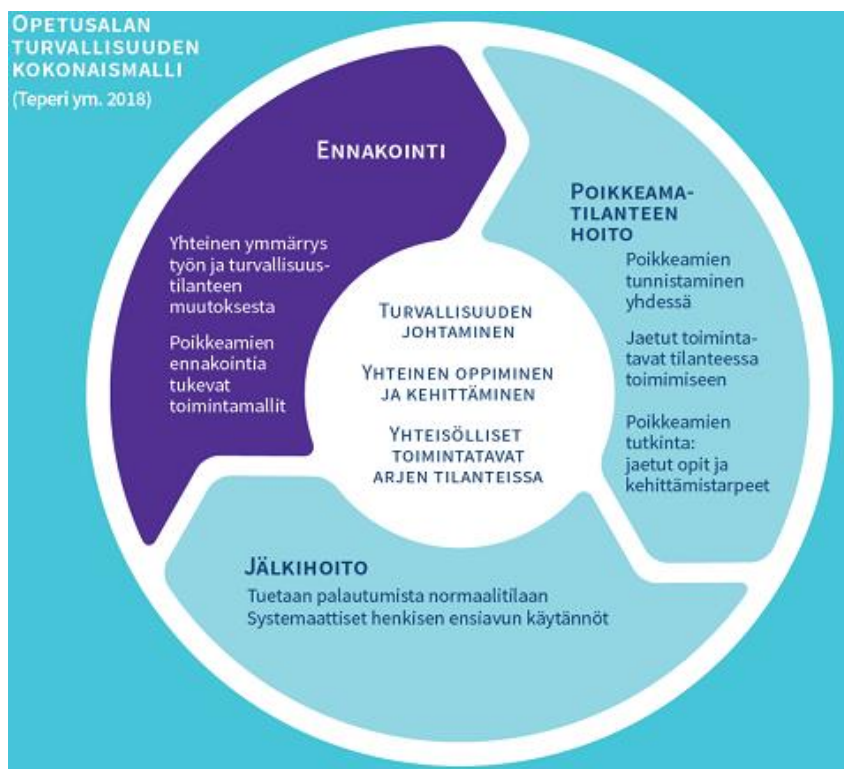 OPETUSALAN
TURVALLISUUDEN
KOKONAISMALLI
(Teperi ym. 2018)
ENNAKOINTI
Yhteinen ymmärrys
työn ja turvallisuus-
tilanteen
muutoksesta
Poikkeamien
ennakointia
tukevat
toimintamallit
POIKKEAMA-
TILANTEEN
HOITO
Poikkeamien
tunnistaminen
yhdessä
Jaetut toiminta-
tavat tilanteessa
toimimiseen
Poikkeamien
tutkinta:
jaetut opit ja
kehittämistarpeet
JÄLKIHOITO
Tuetaan palautumista normaalitilaan
Systemaattiset henkisen ensiavun käytännöt
TURVALLISUUDEN
JOHTAMINEN
YHTEINEN OPPIMINEN
JA KEHITTÄMINEN
YHTEISÖLLISET
TOIMINTATAVAT
ARJEN TILANTEISSA